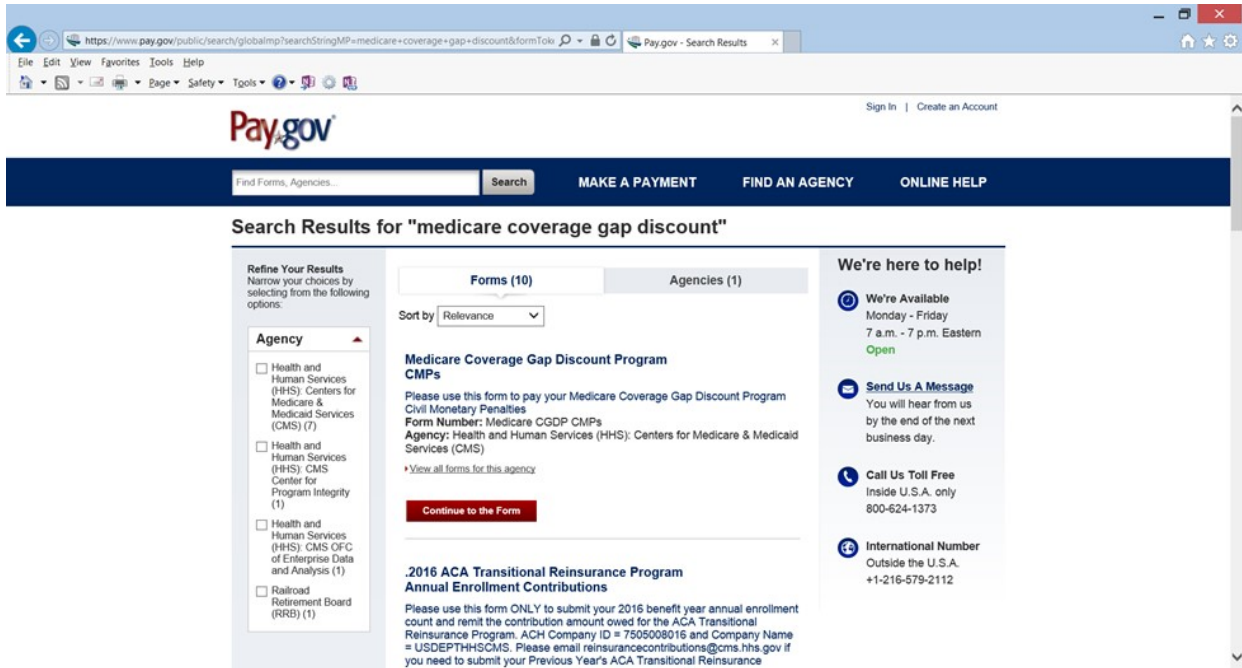 https://www.pay.gov/public/search/globalmp?searchStringMP=medicare+coverage+gap+discount&formTok
Pay.gov - Search Results
File Edit View Favorites Tools Help
Page Safety Tools
Sign In | Create an Account
Pay.gov
Find Forms, Agencies...
Search
MAKE A PAYMENT
FIND AN AGENCY
ONLINE HELP
Search Results for "medicare coverage gap discount"
Refine Your Results
Narrow your choices by
selecting from the following
options:
Agency
Health and
Human Services
(HHS): Centers for
Medicare &
Medicaid Services
(CMS) (7)
Health and
Human Services
(HHS): CMS
Center for
Program Integrity
(1)
Health and
Human Services
(HHS): CMS OFC
of Enterprise Data
and Analysis (1)
Railroad
Retirement Board
(RRB) (1)
Forms (10)
Agencies (1)
Sort by Relevance
Medicare Coverage Gap Discount Program
CMPs
Please use this form to pay your Medicare Coverage Gap Discount Program
Civil Monetary Penalties
Form Number: Medicare CGDP CMPs
Agency: Health and Human Services (HHS): Centers for Medicare & Medicaid
Services (CMS)
View all forms for this agency
Continue to the Form
.2016 ACA Transitional Reinsurance Program
Annual Enrollment Contributions
Please use this form ONLY to submit your 2016 benefit year annual enrollment
count and remit the contribution amount owed for the ACA Transitional
Reinsurance Program. ACH Company ID = 7505008016 and Company Name
= USDEPTHHSCMS. Please email reinsurancecontributions@cms.hhs.gov if
you need to submit your Previous Year's ACA Transitional Reinsurance
We're here to help!
We're Available
Monday - Friday
7 a.m. - 7 p.m. Eastern
Open
Send Us A Message
You will hear from us
by the end of the next
business day.
Call Us Toll Free
Inside U.S.A. only
800-624-1373
International Number
Outside the U.S.A.
+1-216-579-2112